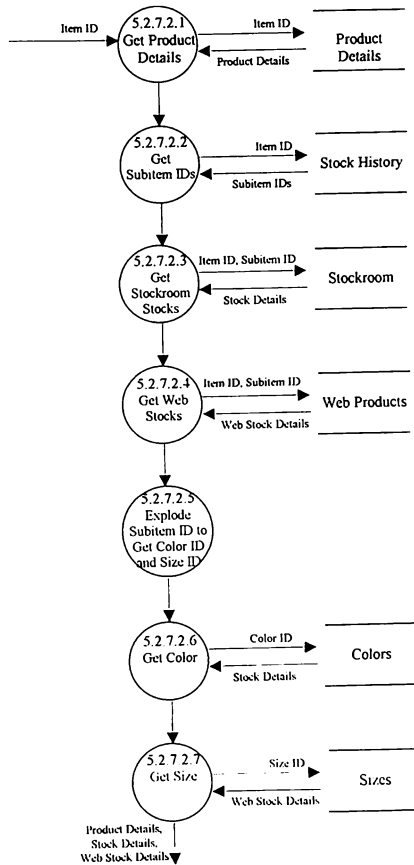 Item ID
5.2.7.2.1
Get Product
Details
Item ID
Product Details
Product
Details
5.2.7.2.2
Get
Subitem IDs
Item ID
Subitem IDs
Stock History
5.2.7.2.3
Get
Stockroom
Stocks
Item ID, Subitem ID
Stock Details
Stockroom
5.2.7.2.4
Get Web
Stocks
Item ID, Subitem ID
Web Stock Details
Web Products
5.2.7.2.5
Explode
Subitem ID to
Get Color ID
and Size ID
5.2.7.2.6
Get Color
Color ID
Stock Details
Colors
5.2.7.2.7
Get Size
Size ID
Web Stock Details
Sizes
Product Details,
Stock Details,
Web Stock Details